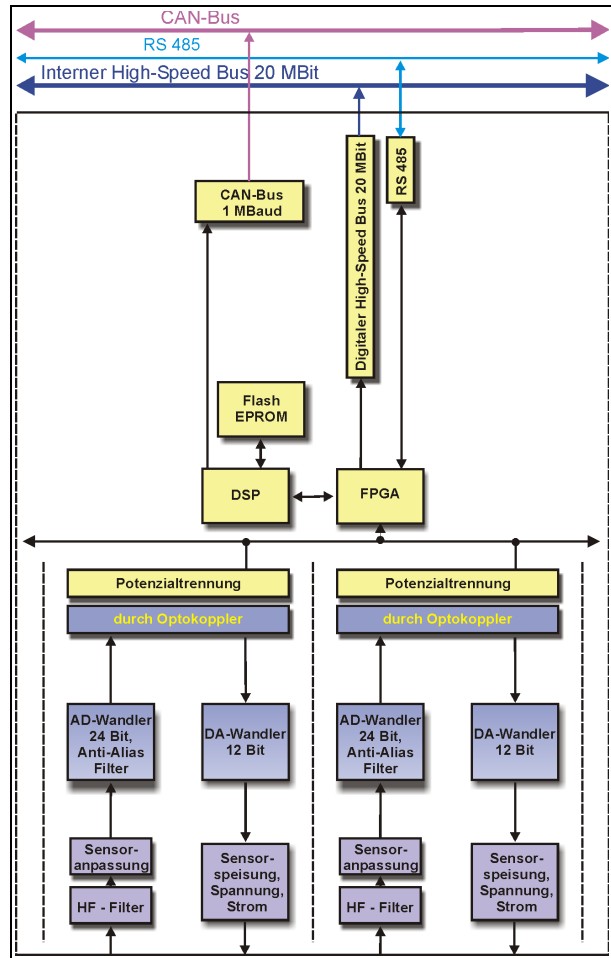 CAN-Bus
RS 485
Interner High-Speed Bus 20 MBit
CAN-Bus
1 MBaud
Digitaler High-Speed Bus 20 MBit
RS 485
Flash
EPROM
DSP
FPGA
Potenzialtrennung
durch Optokoppler
Potenzialtrennung
durch Optokoppler
AD-Wandler
24 Bit,
Anti-Alias
Filter
DA-Wandler
12 Bit
AD-Wandler
24 Bit,
Anti-Alias
Filter
DA-Wandler
12 Bit
Sensor-
anpassung
HF - Filter
Sensor-
speisung,
Spannung,
Strom
Sensor-
anpassung
HF - Filter
Sensor-
speisung,
Spannung,
Strom